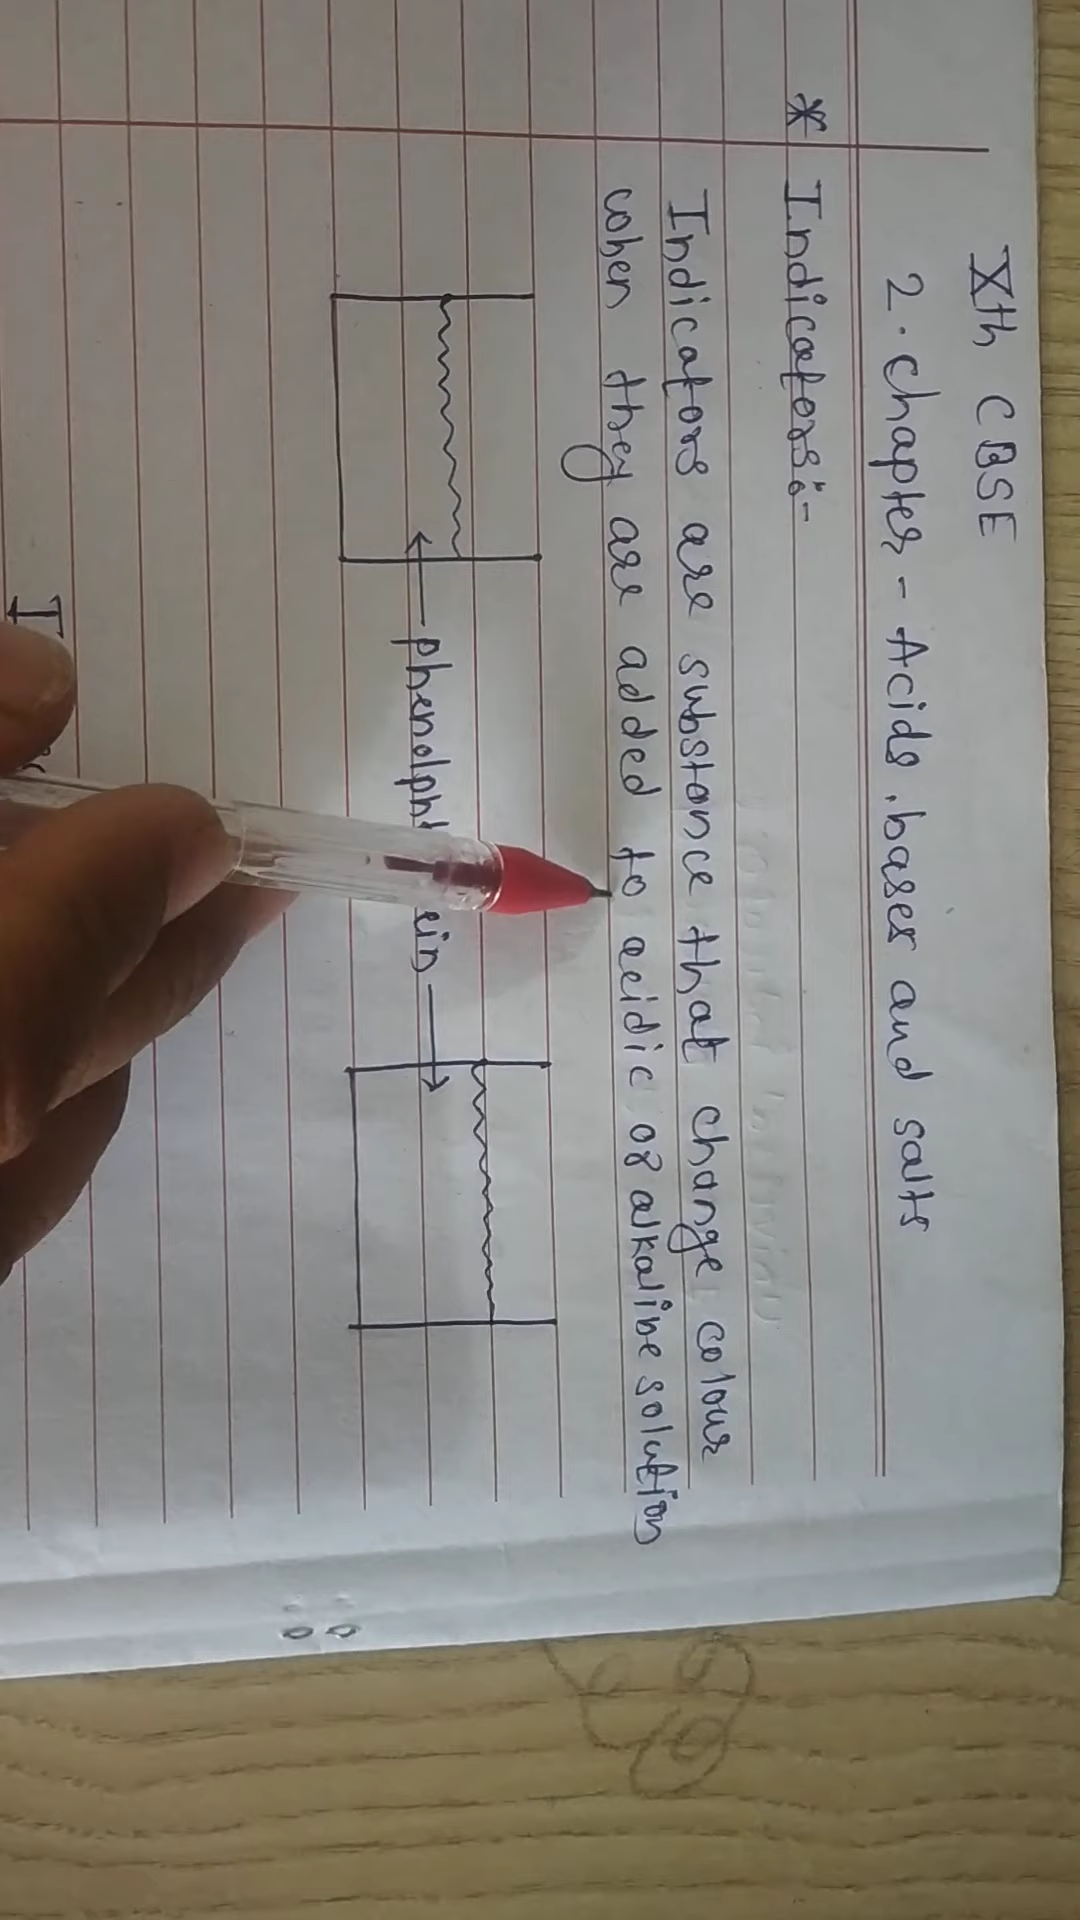 Xth CBSE
2. chapter - Acids, bases and salts
* Indicators:-
Indicators are substance that change colour
when they are added to acidic or alkaline solution